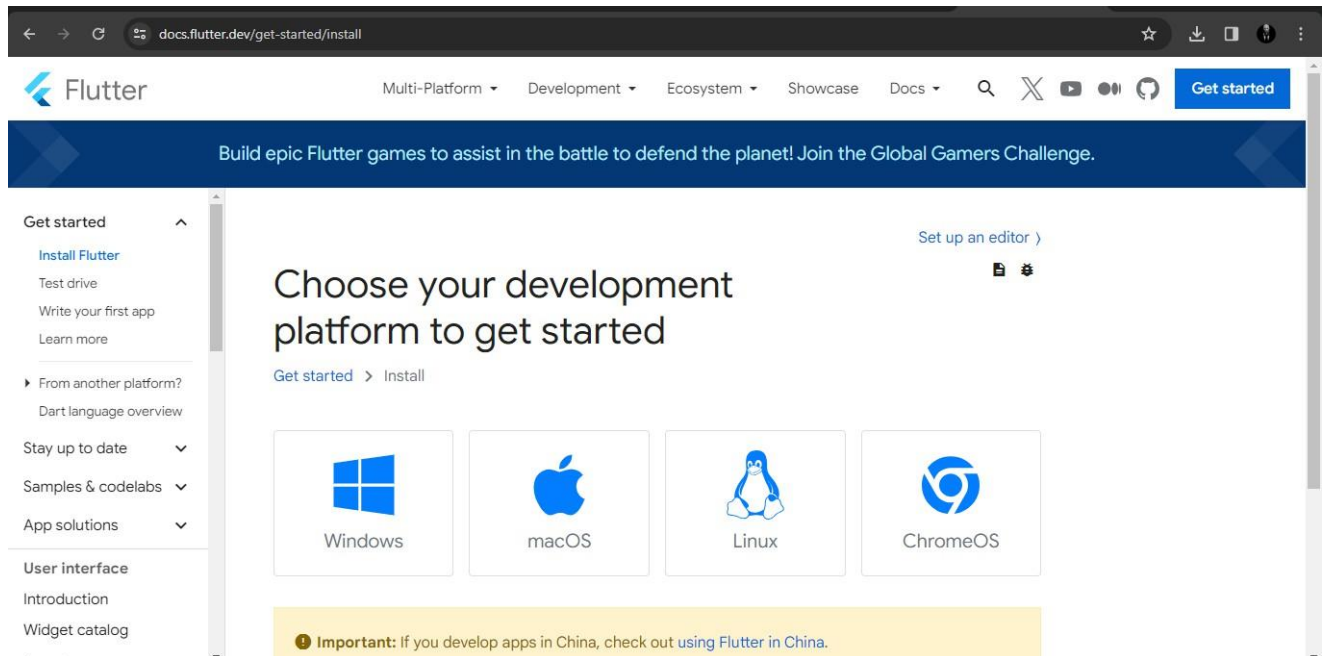 docs.flutter.dev/get-started/install
Flutter
Multi-Platform
Development
Ecosystem
Showcase
Docs
Get started
Build epic Flutter games to assist in the battle to defend the planet! Join the Global Gamers Challenge.
Get started
Install Flutter
Test drive
Write your first app
Learn more
From another platform?
Dart language overview
Stay up to date
Samples & codelabs
App solutions
User interface
Introduction
Widget catalog
Set up an editor
Choose your development
platform to get started
Get started > Install
Windows
macOS
Linux
ChromeOS
Important: If you develop apps in China, check out using Flutter in China.